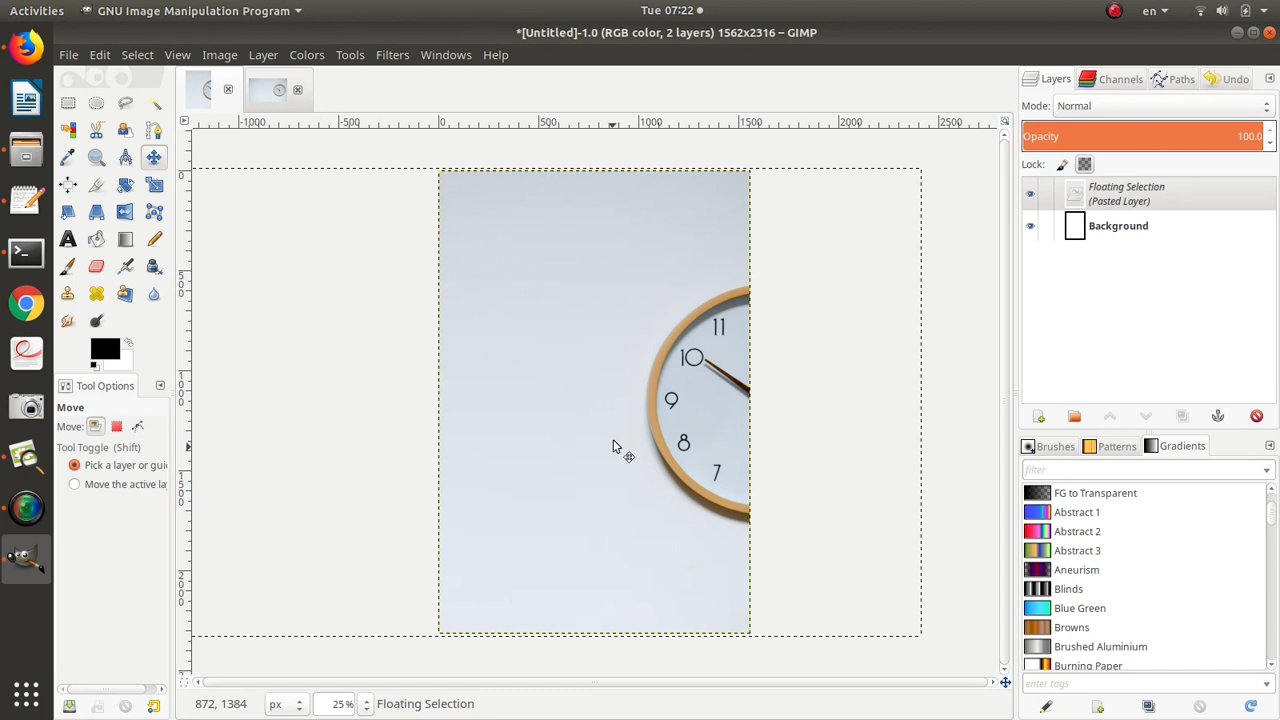 Activities
GNU Image Manipulation Program
Tue 07:22
en
*[Untitled]-1.0 (RGB color, 2 layers) 1562x2316 – GIMP
File Edit Select View Image Layer Colors Tools Filters Windows Help
Layers Channels Paths Undo
Mode: Normal
Opacity 100.0
Lock:
Floating Selection
(Pasted Layer)
Background
-1000 -500 0 500 1000 1500 2000 2500
0
500
1000
1500
2000
11
10
9
8
7
Tool Options
Move
Move:
Tool Toggle (Shift)
Pick a layer or gui
Move the active la
Brushes Patterns Gradients
filter
FG to Transparent
Abstract 1
Abstract 2
Abstract 3
Aneurism
Blinds
Blue Green
Browns
Brushed Aluminium
Burning Paper
enter tags
872, 1384 px 25 % Floating Selection